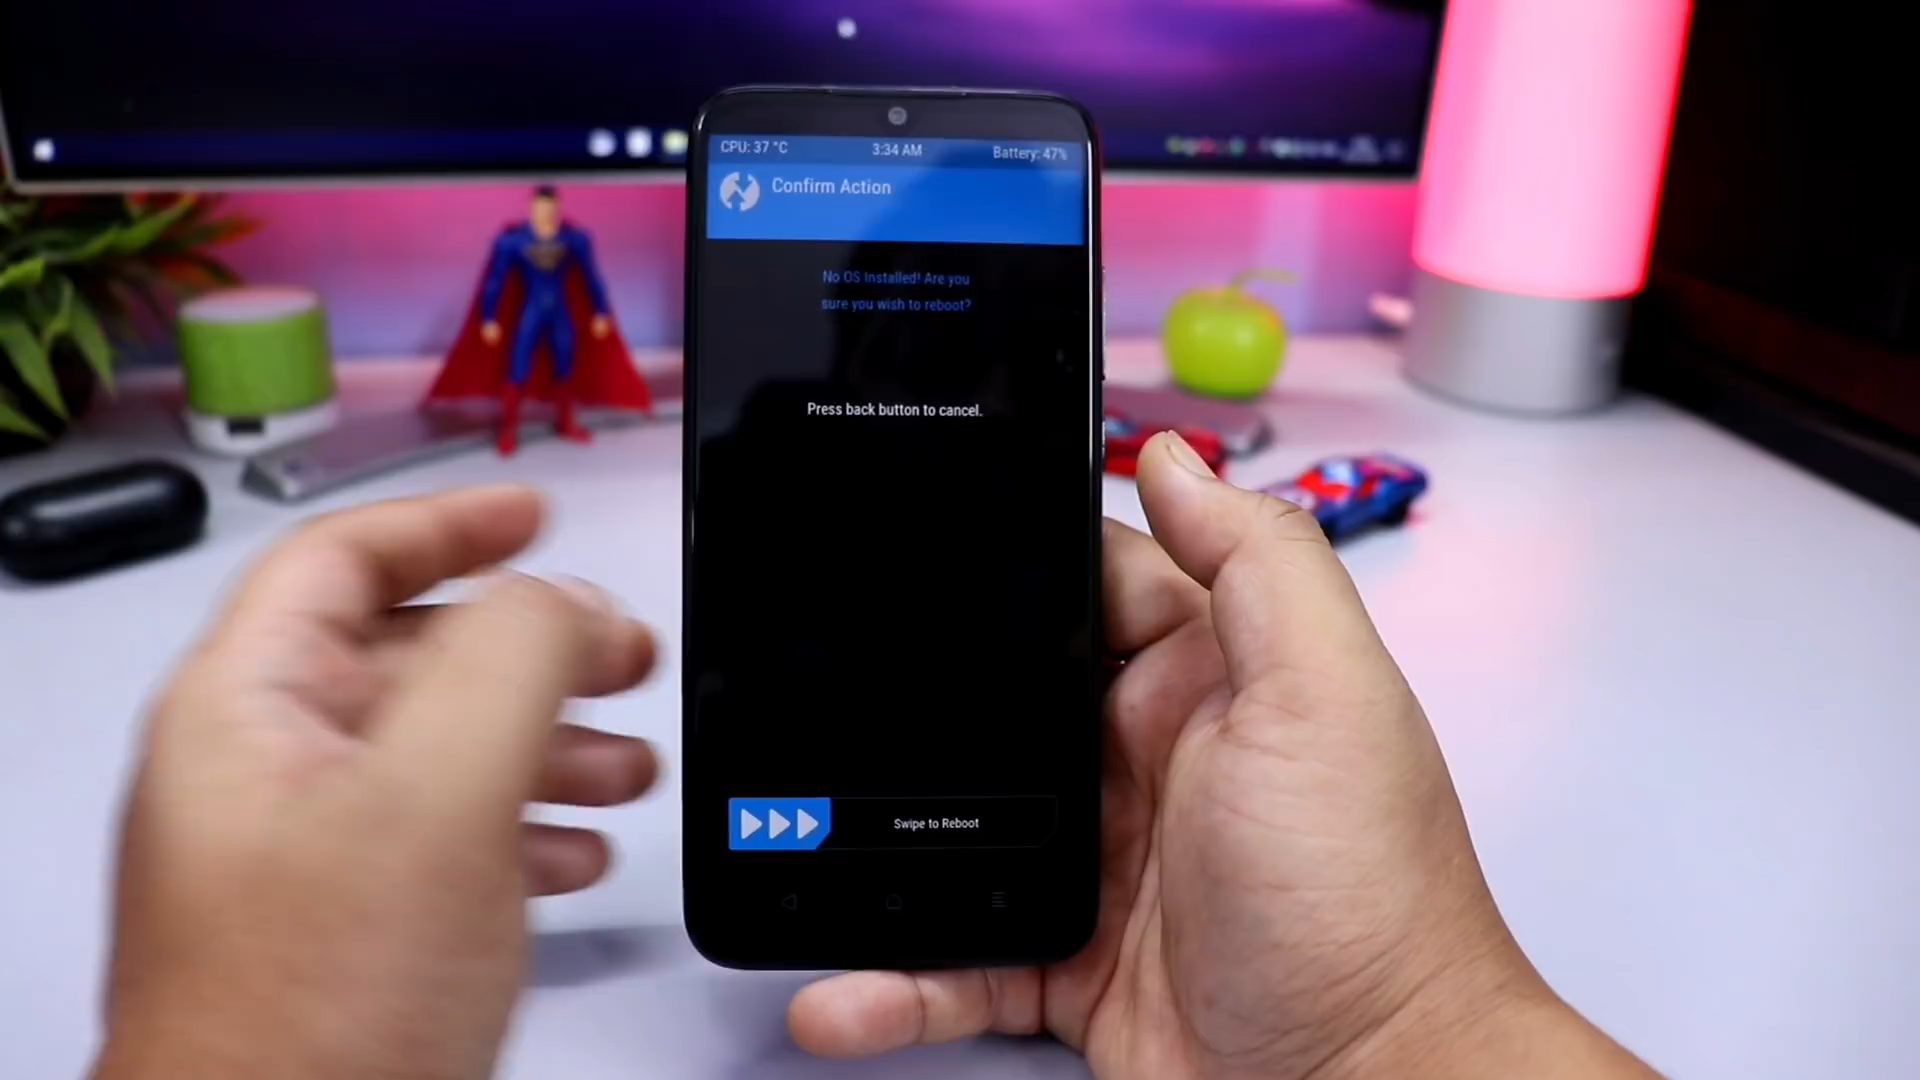 CPU: 37 °C 3:34 AM Battery: 47%
Confirm Action
No OS Installed! Are you
sure you wish to reboot?
Press back button to cancel.
Swipe to Reboot